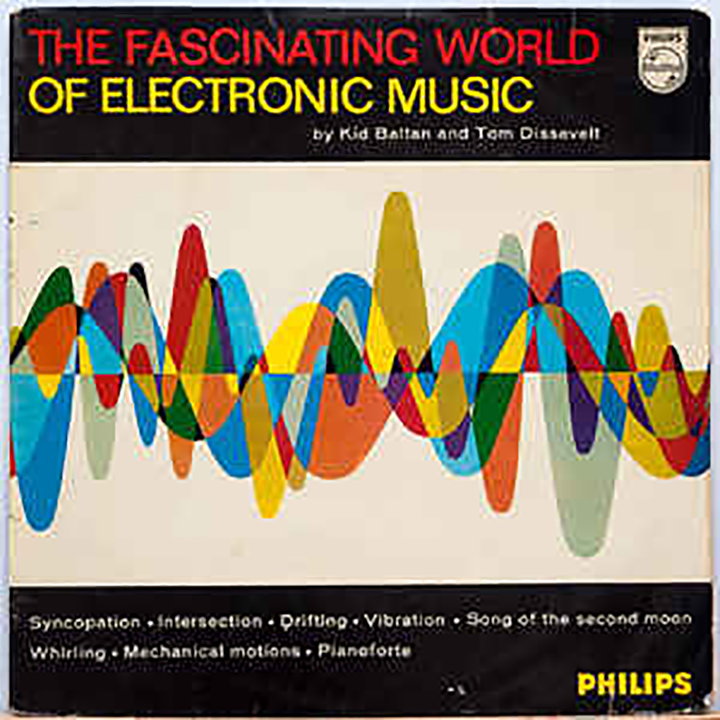 THE FASCINATING WORLD
OF ELECTRONIC MUSIC
PHILIPS
by Kid Baltan and Tom Dissevelt
Syncopation • Intersection • Drifting • Vibration • Song of the second moon
Whirling • Mechanical motions • Pianoforte
PHILIPS